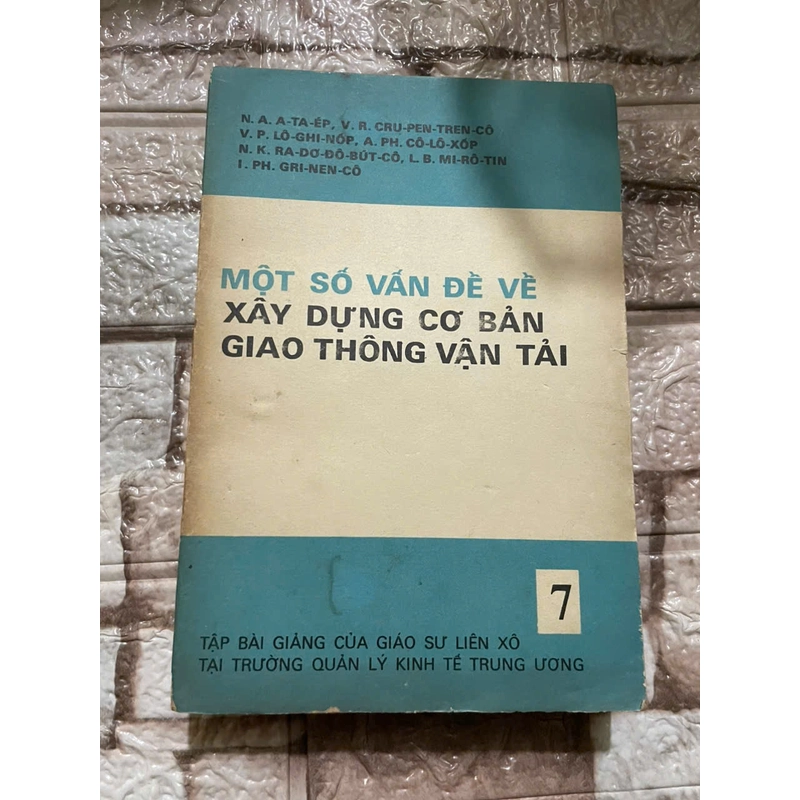 N. A. A-TA-ÉP, V. R. CRU-PEN-TREN-CÔ
V. P. LÔ-GHI-NỐP, A. PH. CÔ-LÔ-XỐP
N. K. RA-DƠ-ĐÔ-BÚT-CÔ, L. B. MI-RÔ-TIN
I. PH. GRI-NEN-CÔ
MỘT SỐ VẤN ĐỀ VỀ
XÂY DỰNG CƠ BẢN
GIAO THÔNG VẬN TẢI
7
TẬP BÀI GIẢNG CỦA GIÁO SƯ LIÊN XÔ
TẠI TRƯỜNG QUẢN LÝ KINH TẾ TRUNG ƯƠNG